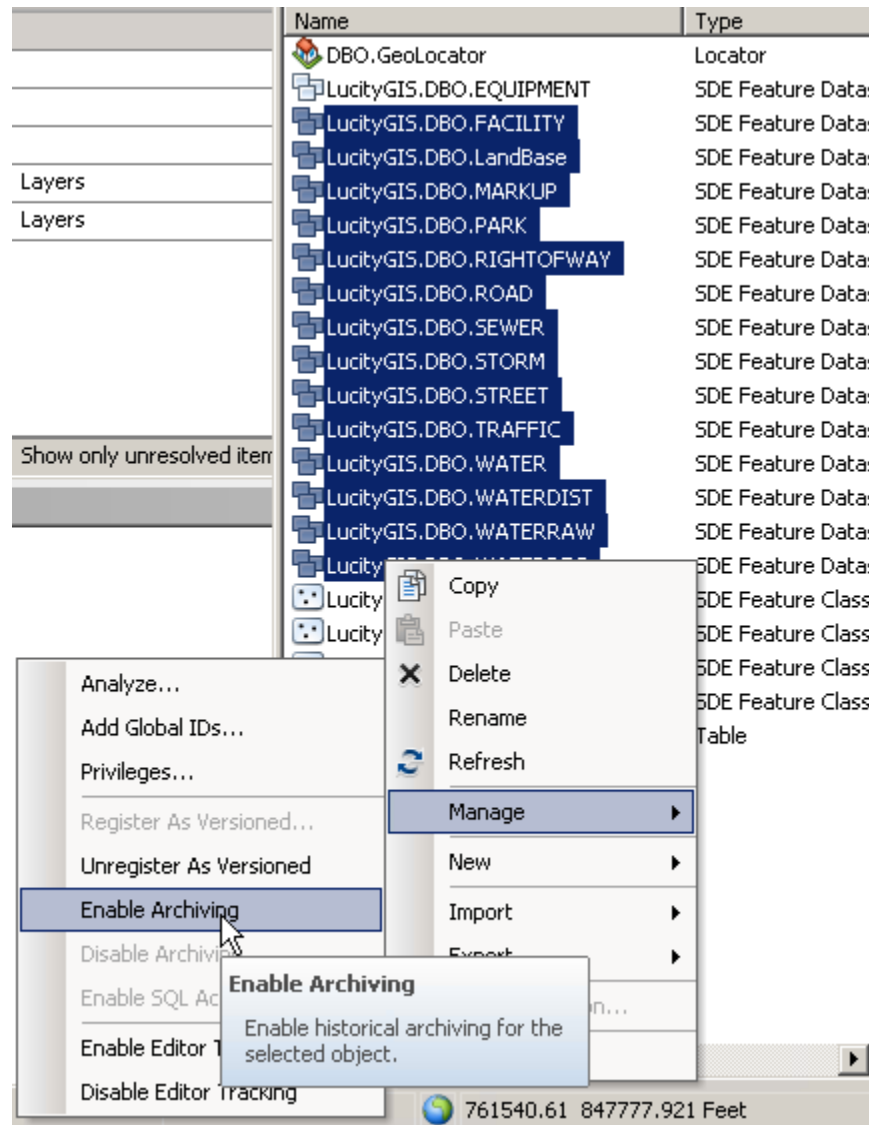 Name Type
DBO.GeoLocator Locator
LucityGIS.DBO.EQUIPMENT SDE Feature Datas
LucityGIS.DBO.FACILITY SDE Feature Datas
LucityGIS.DBO.LandBase SDE Feature Datas
Layers LucityGIS.DBO.MARKUP SDE Feature Datas
Layers LucityGIS.DBO.PARK SDE Feature Datas
LucityGIS.DBO.RIGHTOFWAY SDE Feature Datas
LucityGIS.DBO.ROAD SDE Feature Datas
LucityGIS.DBO.SEWER SDE Feature Datas
LucityGIS.DBO.STORM SDE Feature Datas
LucityGIS.DBO.STREET SDE Feature Datas
LucityGIS.DBO.TRAFFIC SDE Feature Datas
Show only unresolved item LucityGIS.DBO.WATER SDE Feature Datas
LucityGIS.DBO.WATERDIST SDE Feature Datas
LucityGIS.DBO.WATERRAW SDE Feature Datas
Lucity SDE Feature Datas
Lucity SDE Feature Class
Lucity SDE Feature Class
SDE Feature Class
SDE Feature Class
Table
Copy
Paste
Delete
Rename
Refresh
Manage
New
Import
Export
Analyze...
Add Global IDs...
Privileges...
Register As Versioned...
Unregister As Versioned
Enable Archiving
Disable Archiving
Enable SQL Ac
Enable Editor T
Disable Editor Tracking
Enable Archiving
Enable historical archiving for the
selected object.
761540.61 847777.921 Feet